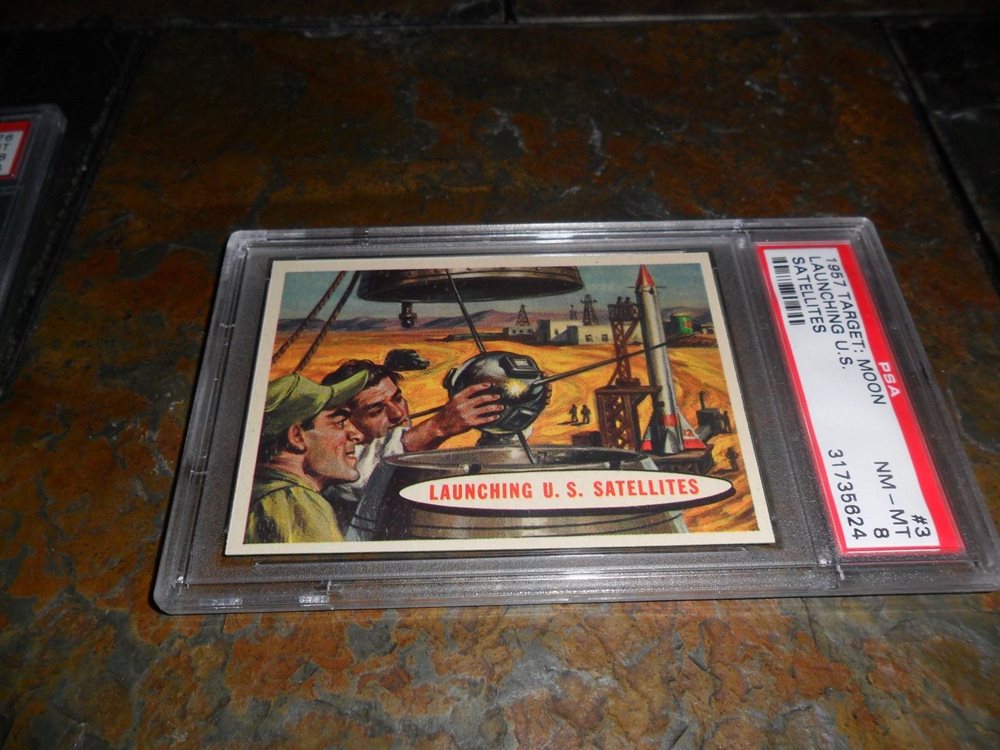 LAUNCHING U. S. SATELLITES
PSA
1957 TARGET: MOON #3
LAUNCHING U.S. NM - MT
SATELLITES 8
31735624